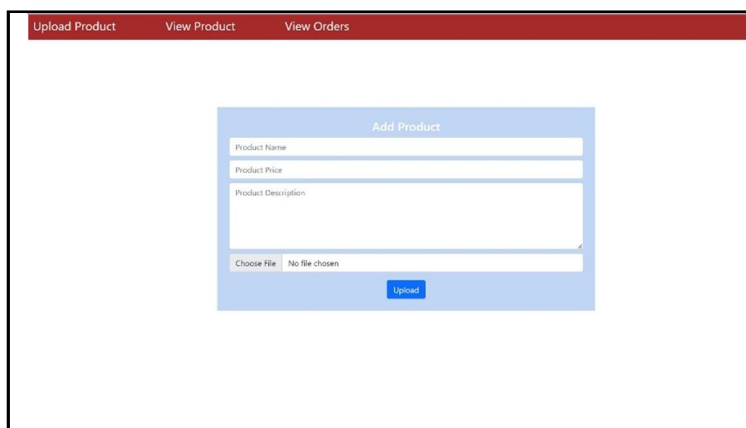 Upload Product View Product View Orders
Add Product
Product Name
Product Price
Product Description
Choose File No file chosen
Upload